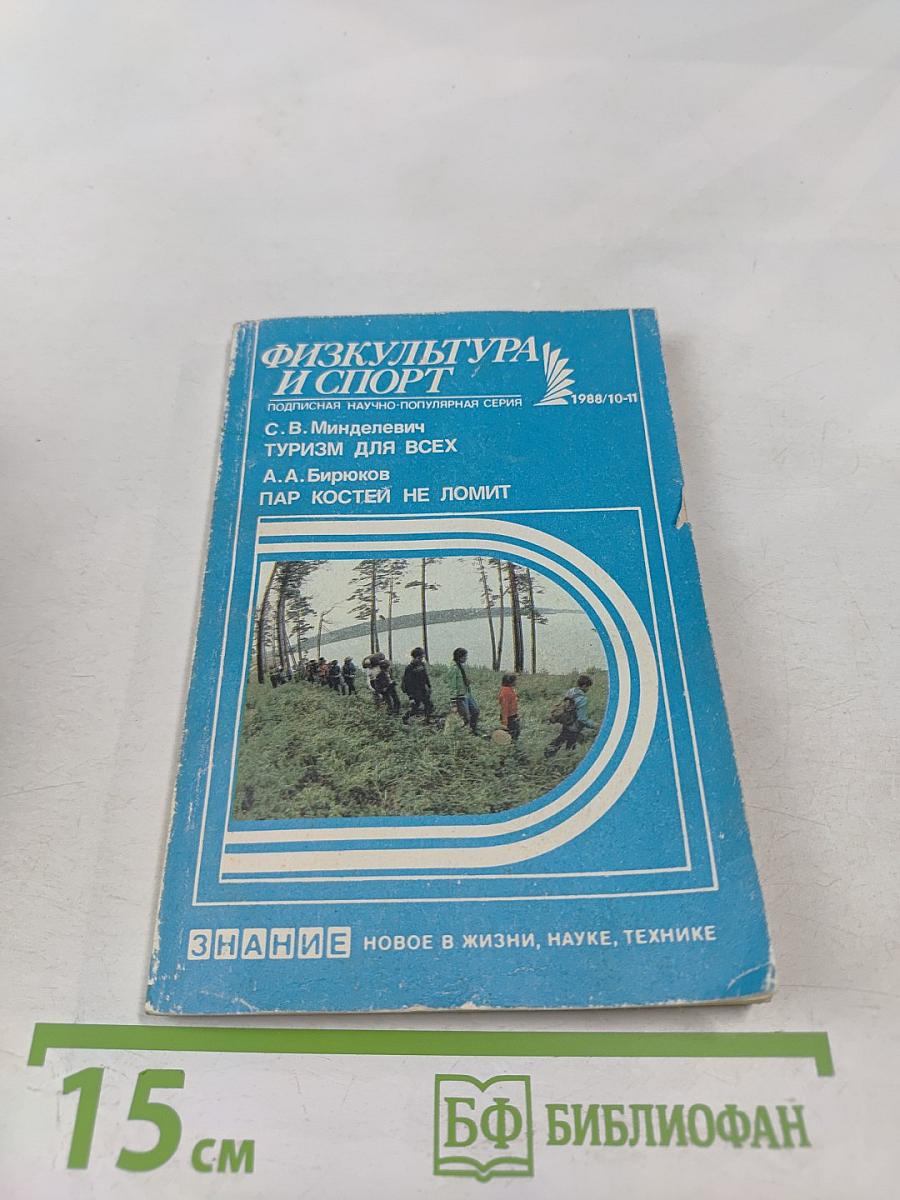 ФИЗКУЛЬТУРА
И СПОРТ
ПОДПИСНАЯ НАУЧНО-ПОПУЛЯРНАЯ СЕРИЯ
1988/10-11
С.В.Минделевич
ТУРИЗМ ДЛЯ ВСЕХ
А.А.Бирюков
ПАР КОСТЕЙ НЕ ЛОМИТ
ЗНАНИЕ НОВОЕ В ЖИЗНИ, НАУКЕ, ТЕХНИКЕ
15 см
БФ БИБЛИОФАН